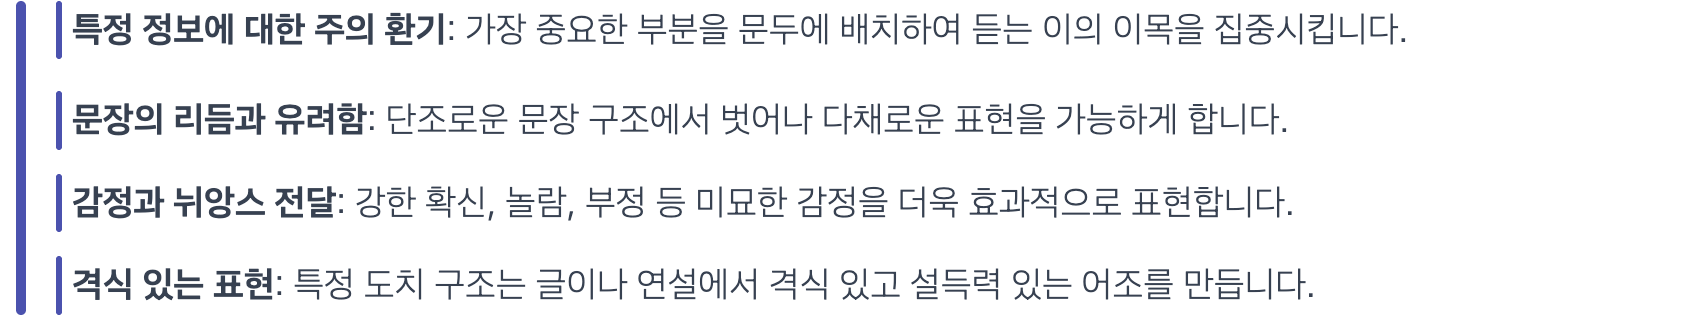 특정 정보에 대한 주의 환기: 가장 중요한 부분을 문두에 배치하여 듣는 이의 이목을 집중시킵니다.
문장의 리듬과 유려함: 단조로운 문장 구조에서 벗어나 다채로운 표현을 가능하게 합니다.
감정과 뉘앙스 전달: 강한 확신, 놀람, 부정 등 미묘한 감정을 더욱 효과적으로 표현합니다.
격식 있는 표현: 특정 도치 구조는 글이나 연설에서 격식 있고 설득력 있는 어조를 만듭니다.